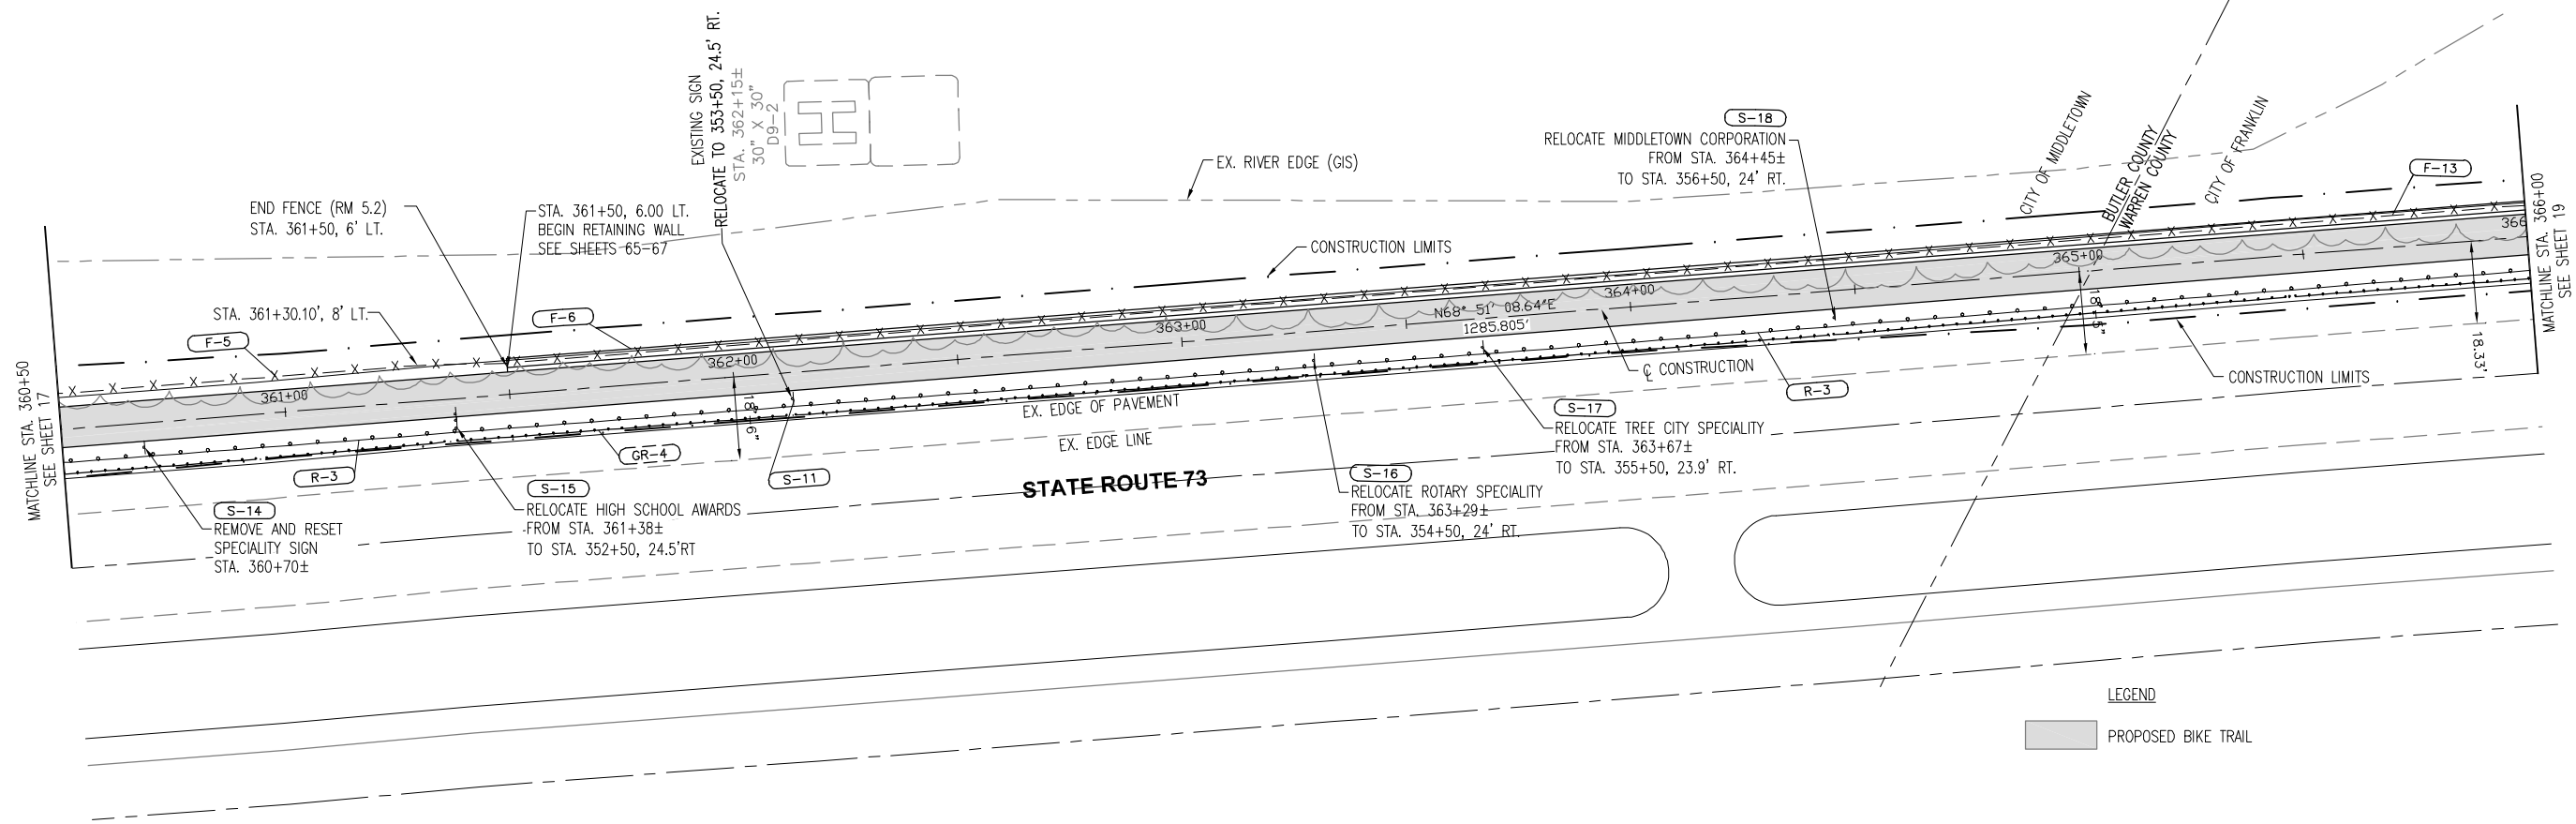 EXISTING SIGN
RELOCATE TO 353+50, 24.5' RT.
STA. 362+15±
30" X 30"
D9-2
H
END FENCE (RM 5.2)
STA. 361+50, 6' LT.
STA. 361+50, 6.00 LT.
BEGIN RETAINING WALL
SEE SHEETS 65-67
EX. RIVER EDGE (GIS)
CONSTRUCTION LIMITS
S-18
RELOCATE MIDDLETOWN CORPORATION
FROM STA. 364+45±
TO STA. 356+50, 24' RT.
CITY OF MIDDLETOWN
BUTLER COUNTY
WARREN COUNTY
CITY OF FRANKLIN
F-13
STA. 361+30.10', 8' LT.
F-5
F-6
MATCHLINE STA. 360+50
SEE SHEET 17
361+00
362+00
363+00
364+00
365+00
366
N68° 51' 08.64"E
1285.805'
MATCHLINE STA. 366+00
SEE SHEET 19
18'-6"
18'-5"
18.33'
℄ CONSTRUCTION
R-3
CONSTRUCTION LIMITS
EX. EDGE OF PAVEMENT
EX. EDGE LINE
STATE ROUTE 73
R-3
GR-4
S-11
S-14
REMOVE AND RESET
SPECIALITY SIGN
STA. 360+70±
S-15
RELOCATE HIGH SCHOOL AWARDS
FROM STA. 361+38±
TO STA. 352+50, 24.5'RT
S-16
RELOCATE ROTARY SPECIALITY
FROM STA. 363+29±
TO STA. 354+50, 24' RT.
S-17
RELOCATE TREE CITY SPECIALITY
FROM STA. 363+67±
TO STA. 355+50, 23.9' RT.
LEGEND
PROPOSED BIKE TRAIL